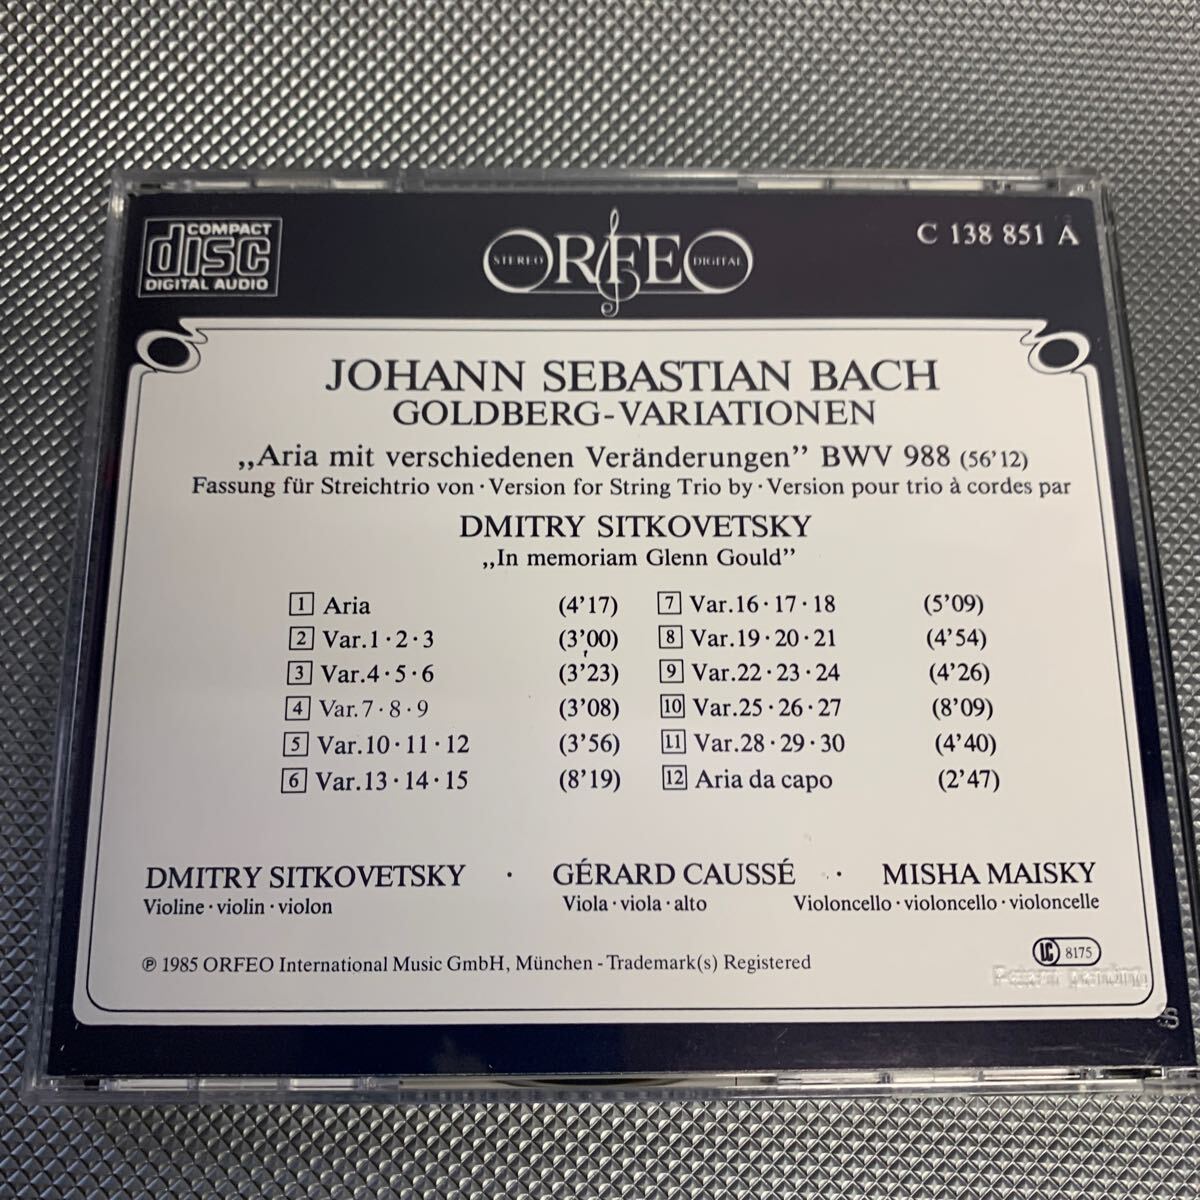 COMPACT
disc
DIGITAL AUDIO
STEREO ORFEO DIGITAL
C 138 851 A
JOHANN SEBASTIAN BACH
GOLDBERG-VARIATIONEN
„Aria mit verschiedenen Veränderungen” BWV 988 (56'12)
Fassung für Streichtrio von · Version for String Trio by · Version pour trio à cordes par
DMITRY SITKOVETSKY
„In memoriam Glenn Gould”
1 Aria (4'17)
2 Var.1 · 2 · 3 (3'00)
3 Var.4 · 5 · 6 (3'23)
4 Var.7 · 8 · 9 (3'08)
5 Var.10 · 11 · 12 (3'56)
6 Var.13 · 14 · 15 (8'19)
7 Var.16 · 17 · 18 (5'09)
8 Var.19 · 20 · 21 (4'54)
9 Var.22 · 23 · 24 (4'26)
10 Var.25 · 26 · 27 (8'09)
11 Var.28 · 29 · 30 (4'40)
12 Aria da capo (2'47)
DMITRY SITKOVETSKY · GÉRARD CAUSSÉ · MISHA MAISKY
Violine · violin · violon Viola · viola · alto Violoncello · violoncello · violoncelle
℗ 1985 ORFEO International Music GmbH, München - Trademark(s) Registered
LC 8175
Patent pending
S